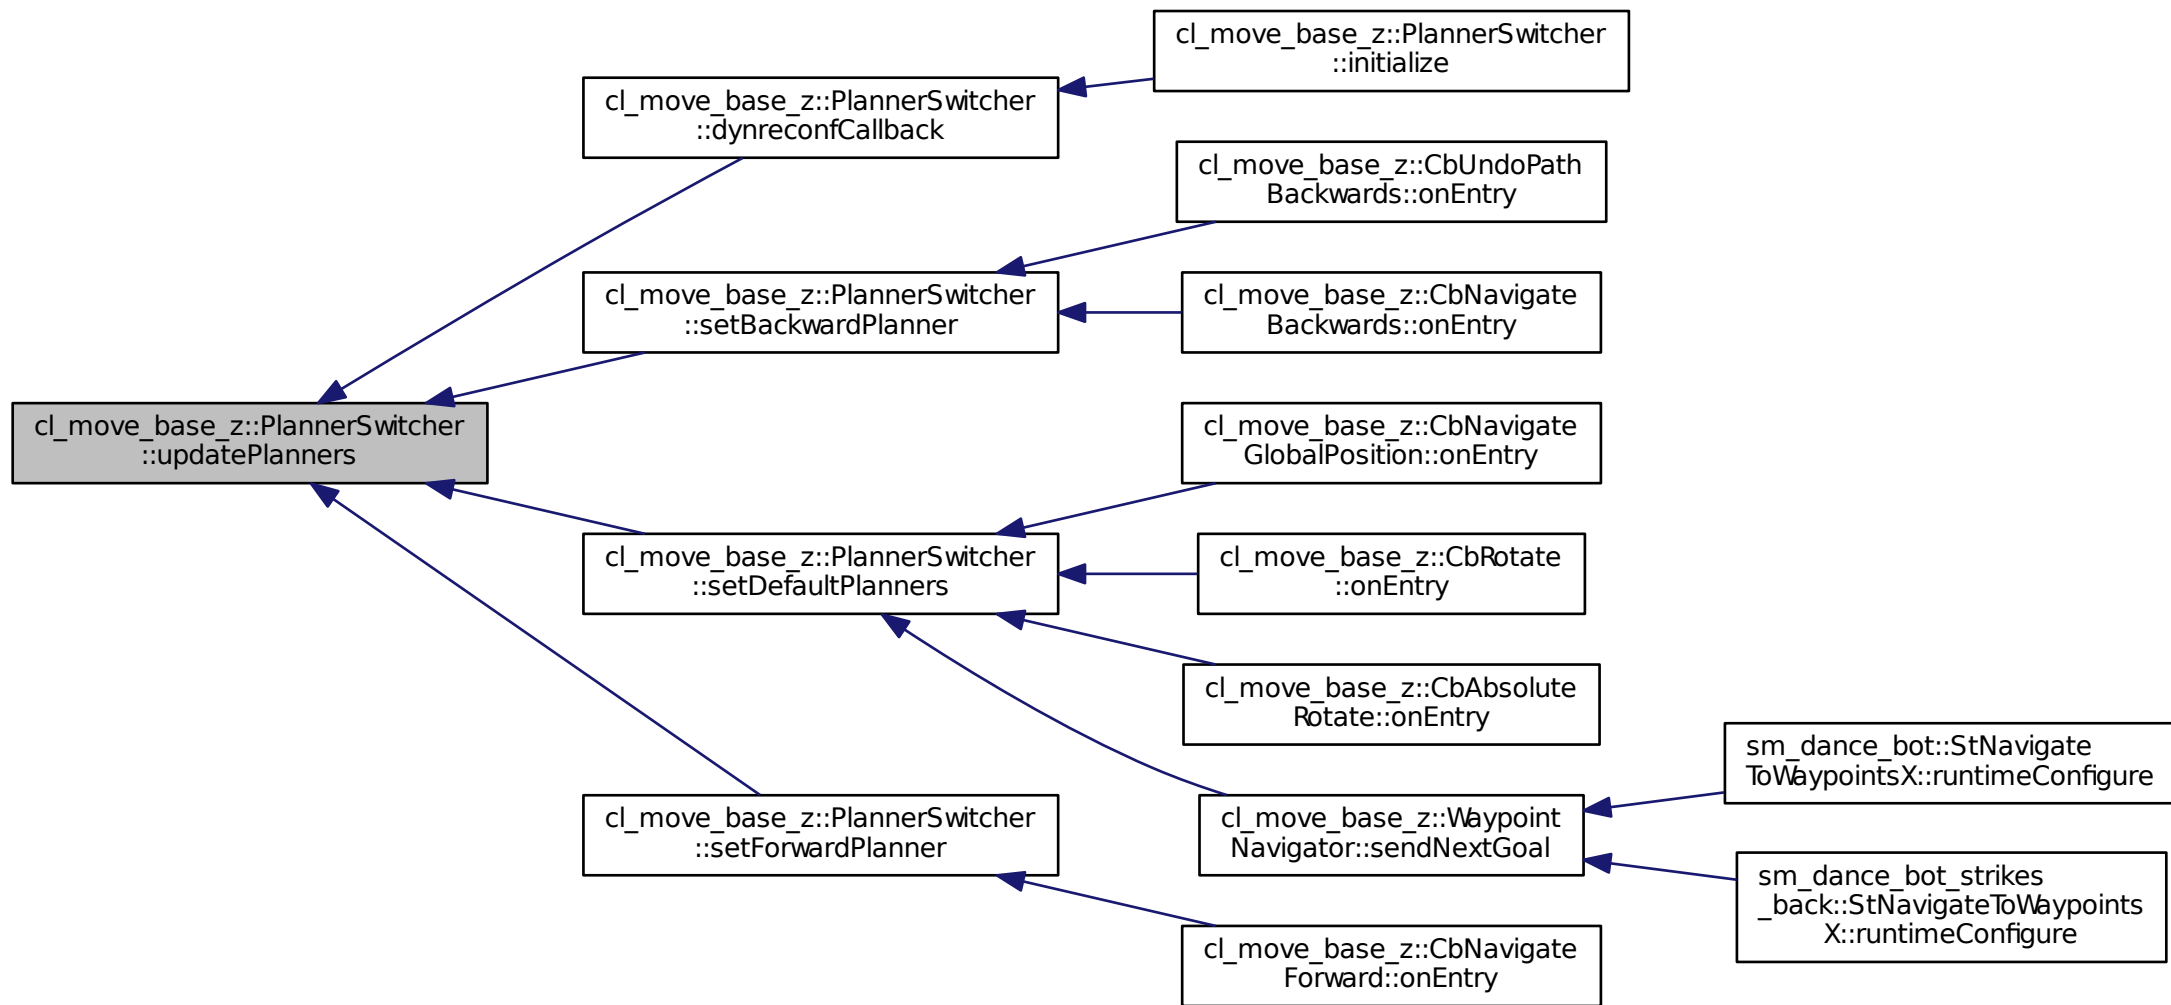 cl_move_base_z::PlannerSwitcher
::updatePlanners
cl_move_base_z::PlannerSwitcher
::dynreconfCallback
cl_move_base_z::PlannerSwitcher
::initialize
cl_move_base_z::PlannerSwitcher
::setBackwardPlanner
cl_move_base_z::CbUndoPath
Backwards::onEntry
cl_move_base_z::CbNavigate
Backwards::onEntry
cl_move_base_z::PlannerSwitcher
::setDefaultPlanners
cl_move_base_z::CbNavigate
GlobalPosition::onEntry
cl_move_base_z::CbRotate
::onEntry
cl_move_base_z::CbAbsolute
Rotate::onEntry
cl_move_base_z::Waypoint
Navigator::sendNextGoal
sm_dance_bot::StNavigate
ToWaypointsX::runtimeConfigure
sm_dance_bot_strikes
_back::StNavigateToWaypoints
X::runtimeConfigure
cl_move_base_z::PlannerSwitcher
::setForwardPlanner
cl_move_base_z::CbNavigate
Forward::onEntry